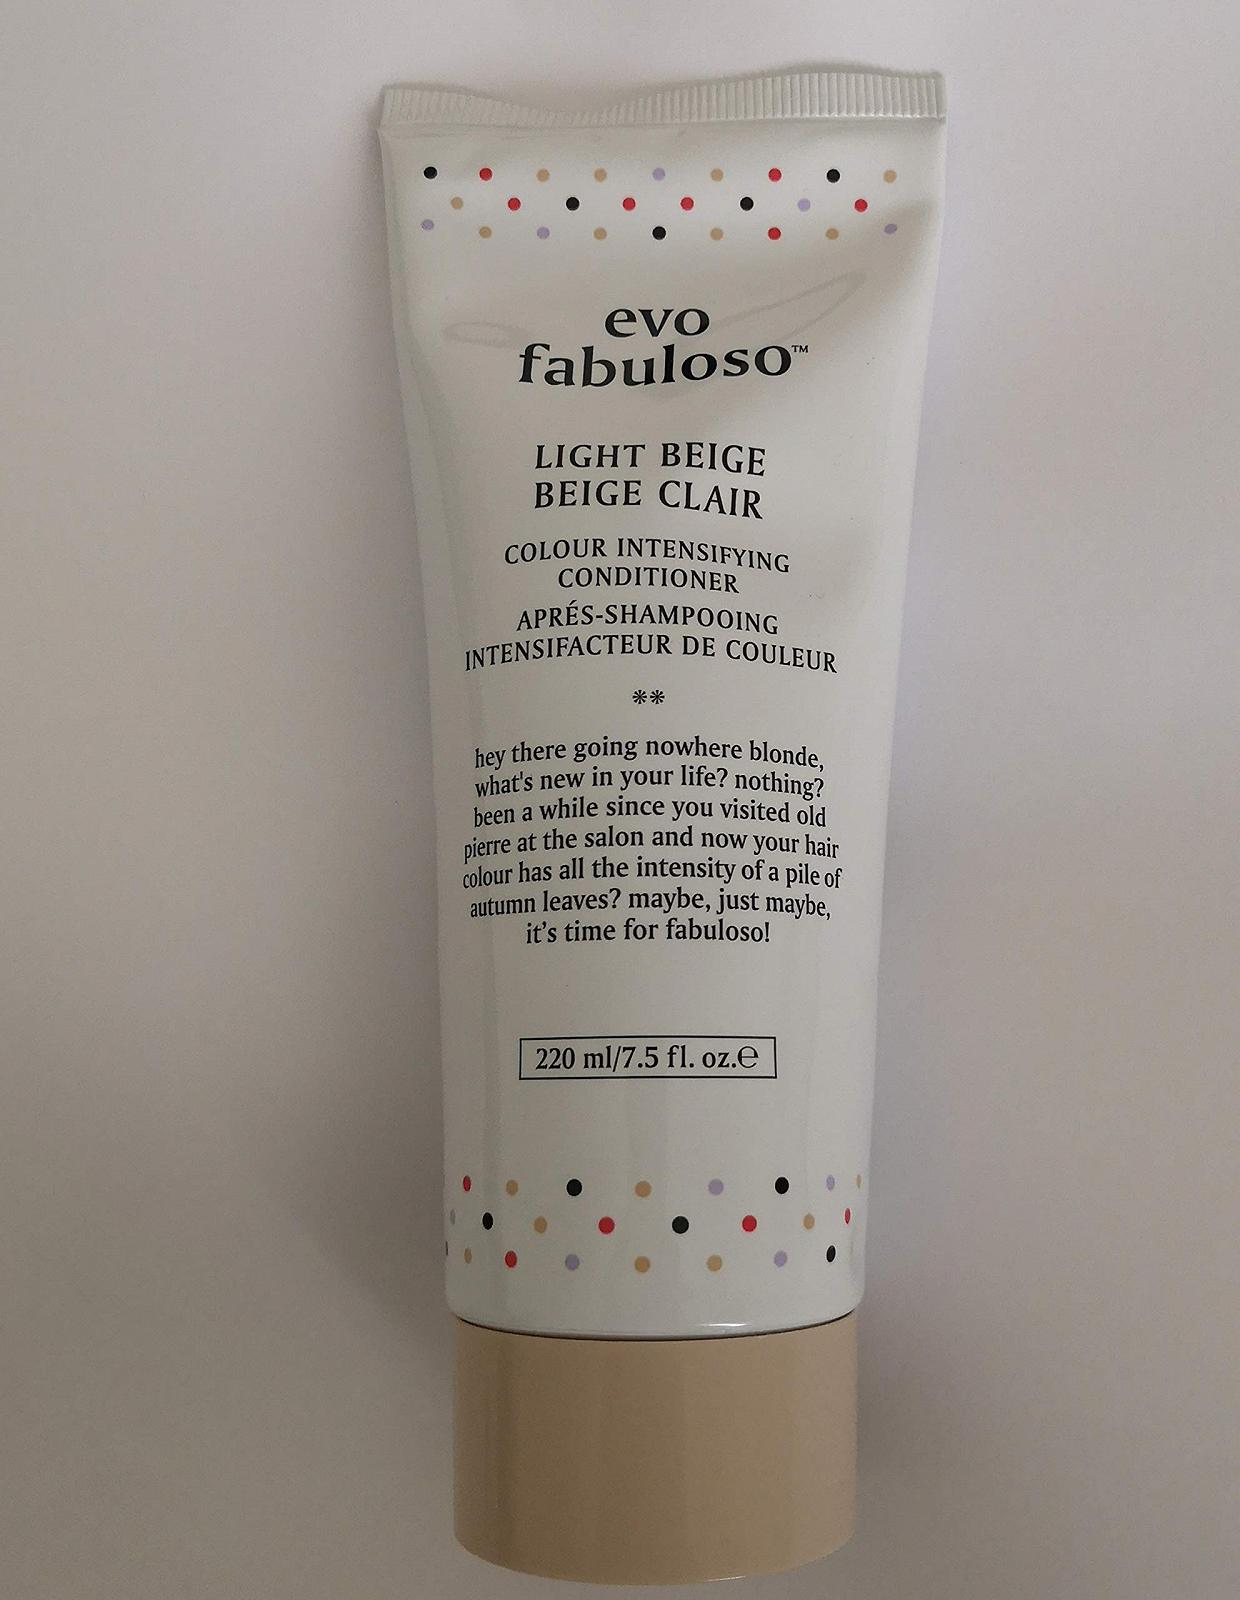 evo
fabuloso™
LIGHT BEIGE
BEIGE CLAIR
COLOUR INTENSIFYING
CONDITIONER
APRÉS-SHAMPOOING
INTENSIFACTEUR DE COULEUR
**
hey there going nowhere blonde,
what's new in your life? nothing?
been a while since you visited old
pierre at the salon and now your hair
colour has all the intensity of a pile of
autumn leaves? maybe, just maybe,
it's time for fabuloso!
220 ml/7.5 fl. oz.℮